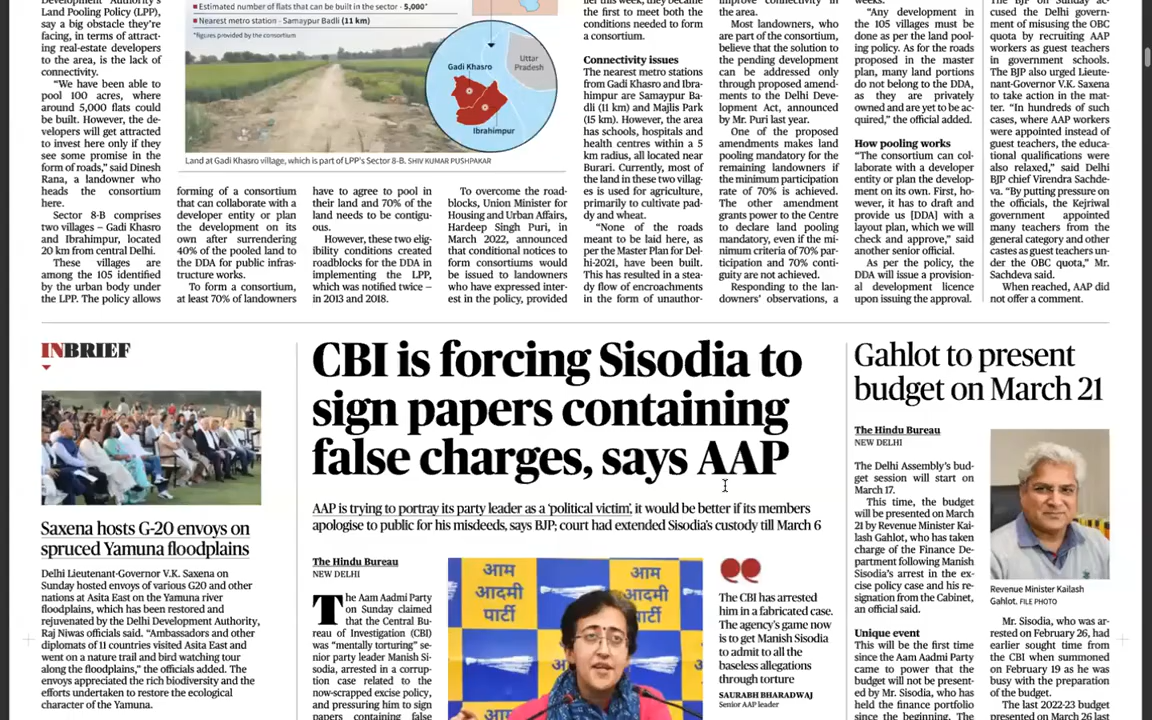 Development Authority's
Land Pooling Policy (LPP),
say a big obstacle they're
facing, in terms of attract-
ing real-estate developers
to the area, is the lack of
connectivity.
"We have been able to
pool 100 acres, where
around 5,000 flats could
be built. However, the de-
velopers will get attracted
to invest here only if they
see some promise in the
form of roads," said Dinesh
Rana, a landowner who
heads the consortium
here.
Sector 8-B comprises
two villages – Gadi Khasro
and Ibrahimpur, located
20 km from central Delhi.
These villages are
among the 105 identified
by the urban body under
the LPP. The policy allows
■ Estimated number of flats that can be built in the sector - 5,000*
■ Nearest metro station - Samaypur Badli (11 km)
*figures provided by the consortium
Gadi Khasro
Uttar
Pradesh
Ibrahimpur
Land at Gadi Khasro village, which is part of LPP's Sector 8-B. SHIV KUMAR PUSHPAKAR
forming of a consortium
that can collaborate with a
developer entity or plan
the development on its
own after surrendering
40% of the pooled land to
the DDA for public infras-
tructure works.
To form a consortium,
at least 70% of landowners
have to agree to pool in
their land and 70% of the
land needs to be contigu-
ous.
However, these two elig-
ibility conditions created
roadblocks for the DDA in
implementing the LPP,
which was notified twice –
in 2013 and 2018.
To overcome the road-
blocks, Union Minister for
Housing and Urban Affairs,
Hardeep Singh Puri, in
March 2022, announced
that conditional notices to
form consortiums would
be issued to landowners
who have expressed inter-
est in the policy, provided
lier this week, they became
the first to meet both the
conditions needed to form
a consortium.
Connectivity issues
The nearest metro stations
from Gadi Khasro and Ibra-
himpur are Samaypur Ba-
dli (11 km) and Majlis Park
(15 km). However, the area
has schools, hospitals and
health centres within a 5
km radius, all located near
Burari. Currently, most of
the land in these two villag-
es is used for agriculture,
primarily to cultivate pad-
dy and wheat.
"None of the roads
meant to be laid here, as
per the Master Plan for Del-
hi-2021, have been built.
This has resulted in a stea-
dy flow of encroachments
in the form of unauthor-
improve connectivity in
the area.
Most landowners, who
are part of the consortium,
believe that the solution to
the pending development
can be addressed only
through proposed amend-
ments to the Delhi Deve-
lopment Act, announced
by Mr. Puri last year.
One of the proposed
amendments makes land
pooling mandatory for the
remaining landowners if
the minimum participation
rate of 70% is achieved.
The other amendment
grants power to the Centre
to declare land pooling
mandatory, even if the mi-
nimum criteria of 70% par-
ticipation and 70% conti-
guity are not achieved.
Responding to the lan-
downers' observations, a
weeks.
"Any development in
the 105 villages must be
done as per the land pool-
ing policy. As for the roads
proposed in the master
plan, many land portions
do not belong to the DDA,
as they are privately
owned and are yet to be ac-
quired," the official added.
How pooling works
"The consortium can col-
laborate with a developer
entity or plan the develop-
ment on its own. First, ho-
wever, it has to draft and
provide us [DDA] with a
layout plan, which we will
check and approve," said
another senior official.
As per the policy, the
DDA will issue a provision-
al development licence
upon issuing the approval.
The BJP on Sunday ac-
cused the Delhi govern-
ment of misusing the OBC
quota by recruiting AAP
workers as guest teachers
in government schools.
The BJP also urged Lieute-
nant-Governor V.K. Saxena
to take action in the mat-
ter. "In hundreds of such
cases, where AAP workers
were appointed instead of
guest teachers, the educa-
tional qualifications were
also relaxed," said Delhi
BJP chief Virendra Sachde-
va. "By putting pressure on
the officials, the Kejriwal
government appointed
many teachers from the
general category and other
castes as guest teachers un-
der the OBC quota," Mr.
Sachdeva said.
When reached, AAP did
not offer a comment.
INBRIEF
Saxena hosts G-20 envoys on
spruced Yamuna floodplains
Delhi Lieutenant-Governor V.K. Saxena on
Sunday hosted envoys of various G20 and other
nations at Asita East on the Yamuna river
floodplains, which has been restored and
rejuvenated by the Delhi Development Authority,
Raj Niwas officials said. "Ambassadors and other
diplomats of 11 countries visited Asita East and
went on a nature trail and bird watching tour
along the floodplains," the officials added. The
envoys appreciated the rich biodiversity and the
efforts undertaken to restore the ecological
character of the Yamuna.
CBI is forcing Sisodia to
sign papers containing
false charges, says AAP
AAP is trying to portray its party leader as a 'political victim', it would be better if its members
apologise to public for his misdeeds, says BJP; court had extended Sisodia's custody till March 6
The Hindu Bureau
NEW DELHI
The Aam Aadmi Party
on Sunday claimed
that the Central Bu-
reau of Investigation (CBI)
was "mentally torturing" se-
nior party leader Manish Si-
sodia, arrested in a corrup-
tion case related to the
now-scrapped excise policy,
and pressuring him to sign
papers containing false
आम
आदमी
पार्टी
आम
आदमी
पार्टी
The CBI has arrested
him in a fabricated case.
The agency's game now
is to get Manish Sisodia
to admit to all the
baseless allegations
through torture
SAURABH BHARADWAJ
Senior AAP leader
Gahlot to present
budget on March 21
The Hindu Bureau
NEW DELHI
The Delhi Assembly's bud-
get session will start on
March 17.
This time, the budget
will be presented on March
21 by Revenue Minister Kai-
lash Gahlot, who has taken
charge of the Finance De-
partment following Manish
Sisodia's arrest in the ex-
cise policy case and his re-
signation from the Cabinet,
an official said.
Unique event
This will be the first time
since the Aam Aadmi Party
came to power that the
budget will not be present-
ed by Mr. Sisodia, who has
held the finance portfolio
since the beginning. The
Revenue Minister Kailash
Gahlot. FILE PHOTO
Mr. Sisodia, who was ar-
rested on February 26, had
earlier sought time from
the CBI when summoned
on February 19 as he was
busy with the preparation
of the budget.
The last 2022-23 budget
presented on March 26 last